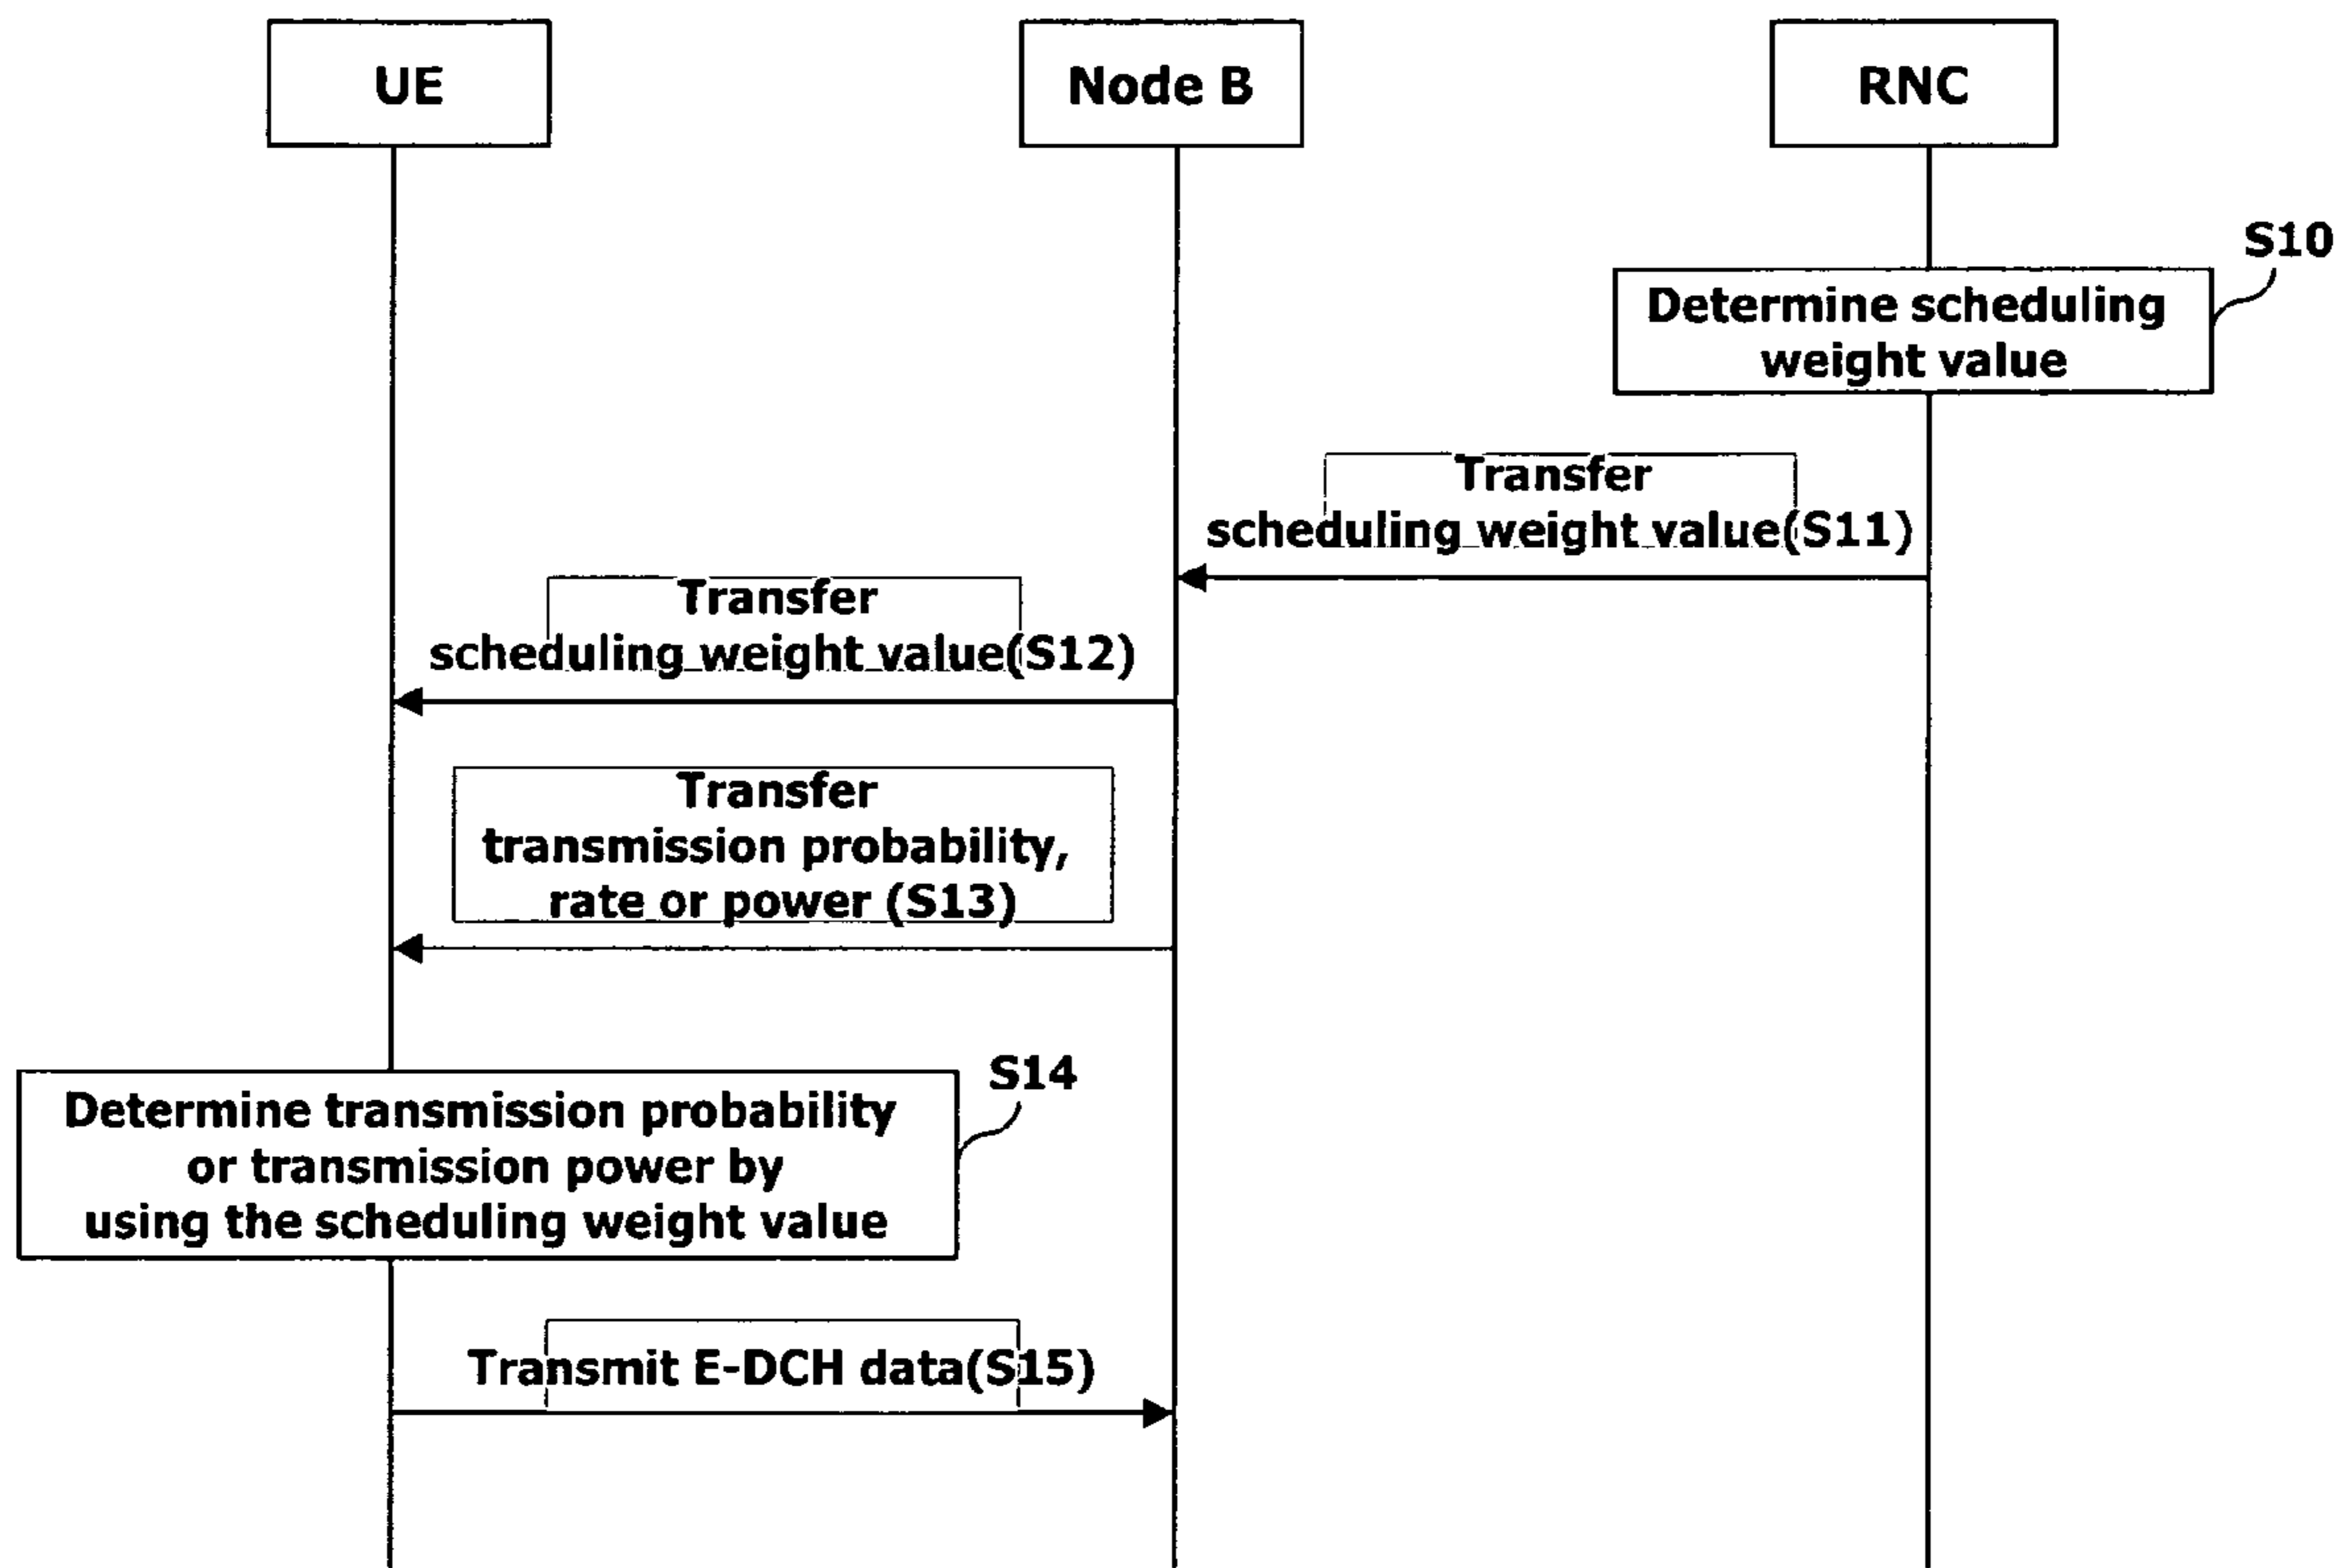 UE
Node B
RNC
S10
Determine scheduling
weight value
Transfer
scheduling weight value(S11)
Transfer
scheduling weight value(S12)
Transfer
transmission probability,
rate or power (S13)
S14
Determine transmission probability
or transmission power by
using the scheduling weight value
Transmit E-DCH data(S15)